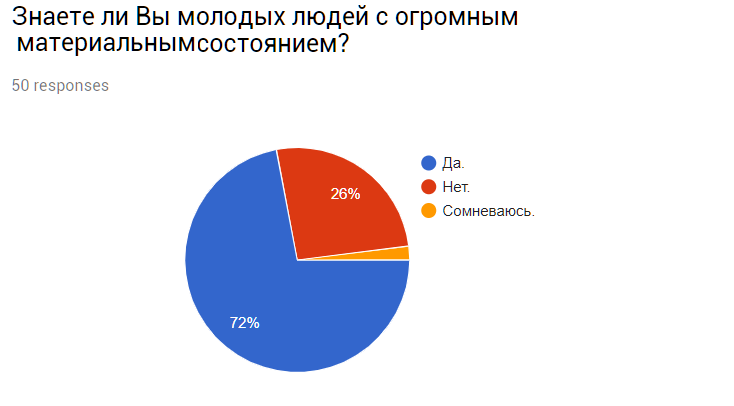 Знаете ли Вы молодых людей с огромным
материальнымсостоянием?
50 responses
Да.
Нет.
Сомневаюсь.
26%
72%